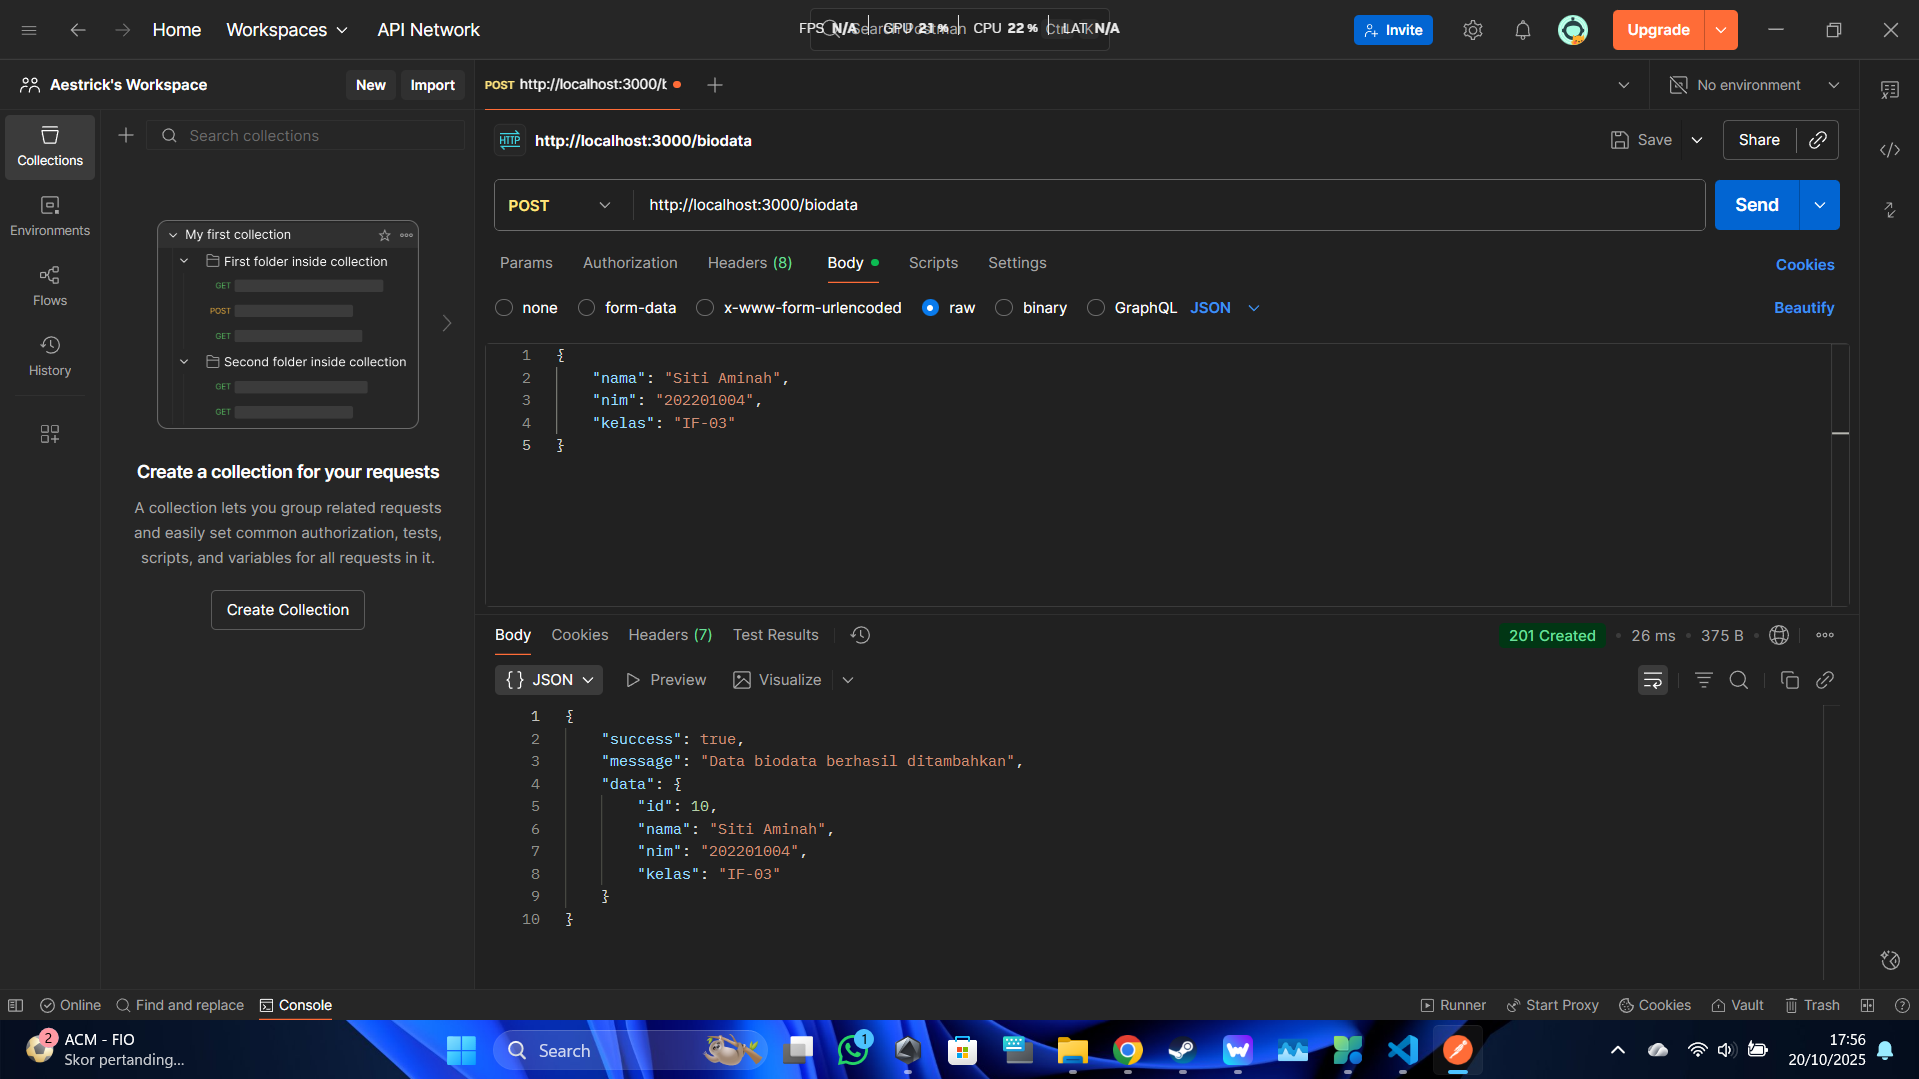 Home Workspaces API Network
FPS N/A GPU 21 % CPU 22 % LAT N/A
Invite Upgrade
Aestrick's Workspace New Import
POST http://localhost:3000/b
No environment
Collections
Search collections
Environments
Flows
History
My first collection
First folder inside collection
GET
POST
GET
Second folder inside collection
GET
GET
Create a collection for your requests
A collection lets you group related requests
and easily set common authorization, tests,
scripts, and variables for all requests in it.
Create Collection
HTTP http://localhost:3000/biodata
Save Share
POST http://localhost:3000/biodata Send
Params Authorization Headers (8) Body Scripts Settings Cookies
none form-data x-www-form-urlencoded raw binary GraphQL JSON Beautify
1 {
2 "nama": "Siti Aminah",
3 "nim": "202201004",
4 "kelas": "IF-03"
5 }
Body Cookies Headers (7) Test Results 201 Created • 26 ms • 375 B
{} JSON Preview Visualize
1 {
2 "success": true,
3 "message": "Data biodata berhasil ditambahkan",
4 "data": {
5 "id": 10,
6 "nama": "Siti Aminah",
7 "nim": "202201004",
8 "kelas": "IF-03"
9 }
10 }
Online Find and replace Console Runner Start Proxy Cookies Vault Trash
2 ACM - FIO
Skor pertanding...
Search
1
17:56
20/10/2025